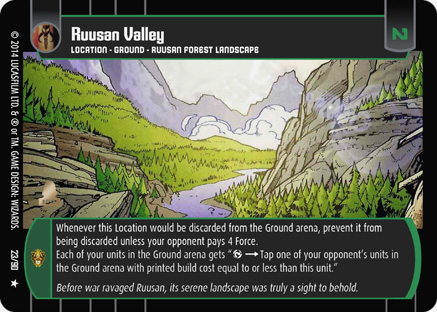 Ruusan Valley
LOCATION - GROUND - RUUSAN FOREST LANDSCAPE
N
© 2014 LUCASFILM LTD. & ® or TM. GAME DESIGN: WIZARDS.
23/90
Whenever this Location would be discarded from the Ground arena, prevent it from
being discarded unless your opponent pays 4 Force.
Each of your units in the Ground arena gets “ → Tap one of your opponent's units in
the Ground arena with printed build cost equal to or less than this unit.”
Before war ravaged Ruusan, its serene landscape was truly a sight to behold.